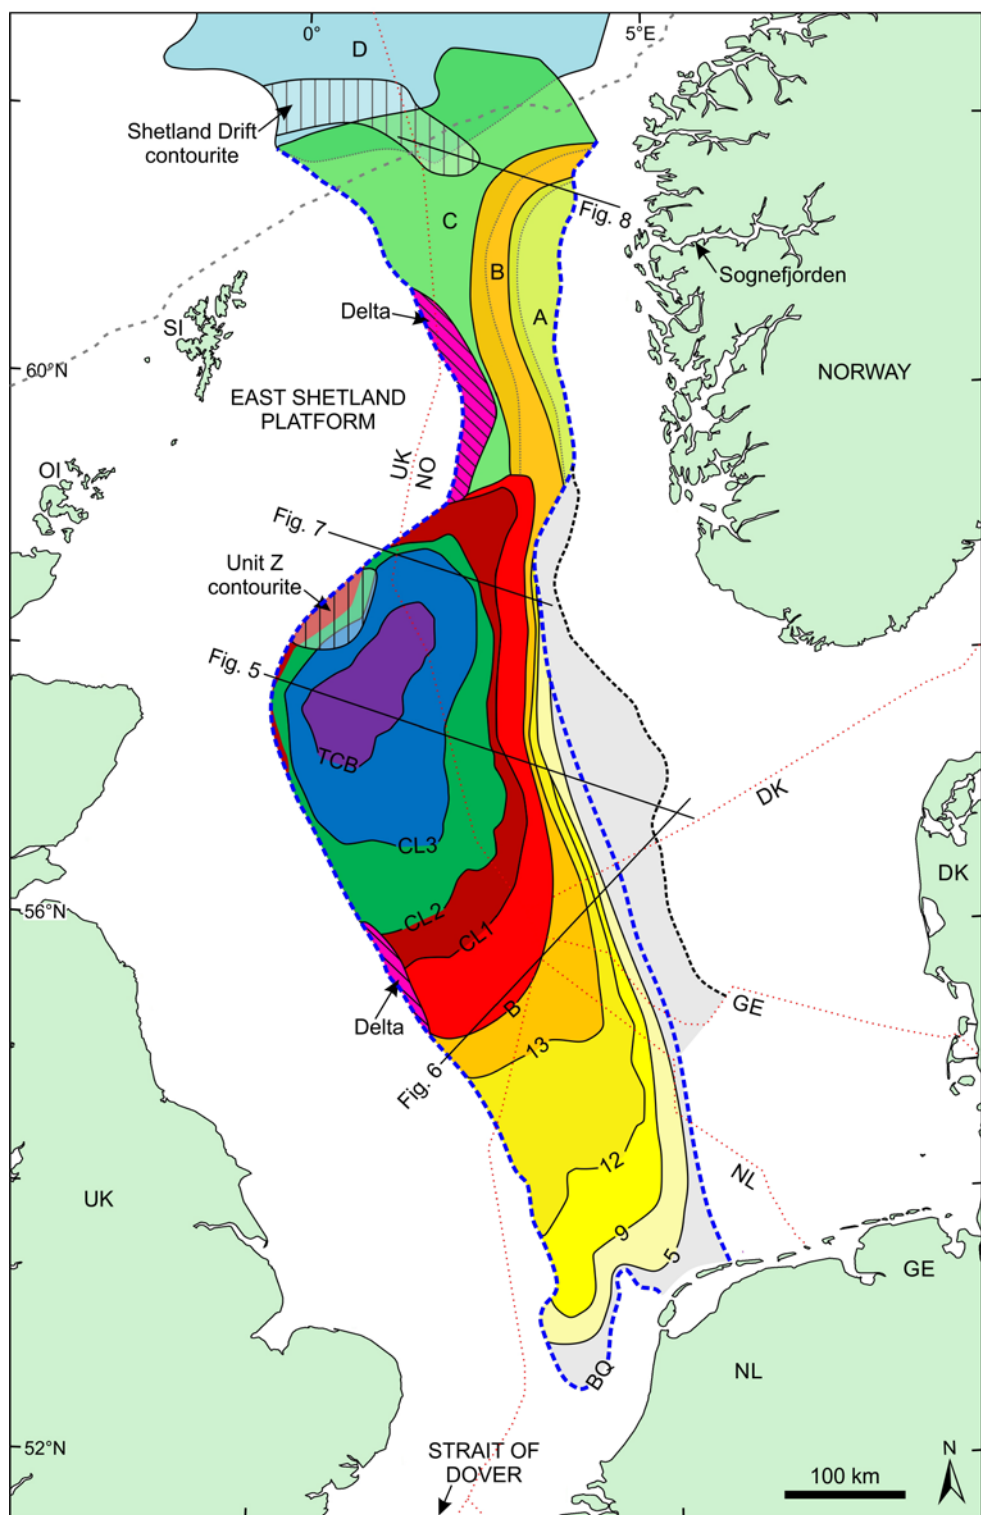 0°
5°E
D
Shetland Drift
contourite
C
Fig. 8
B
Sognefjorden
A
Delta
SI
60°N
NORWAY
EAST SHETLAND
PLATFORM
OI
UK
NO
Fig. 7
Unit Z
contourite
Fig. 5
TCB
DK
CL3
DK
56°N
CL2
CL1
GE
B
Delta
13
Fig. 6
12
NL
UK
9
5
GE
BQ
NL
52°N
STRAIT OF
DOVER
N
100 km